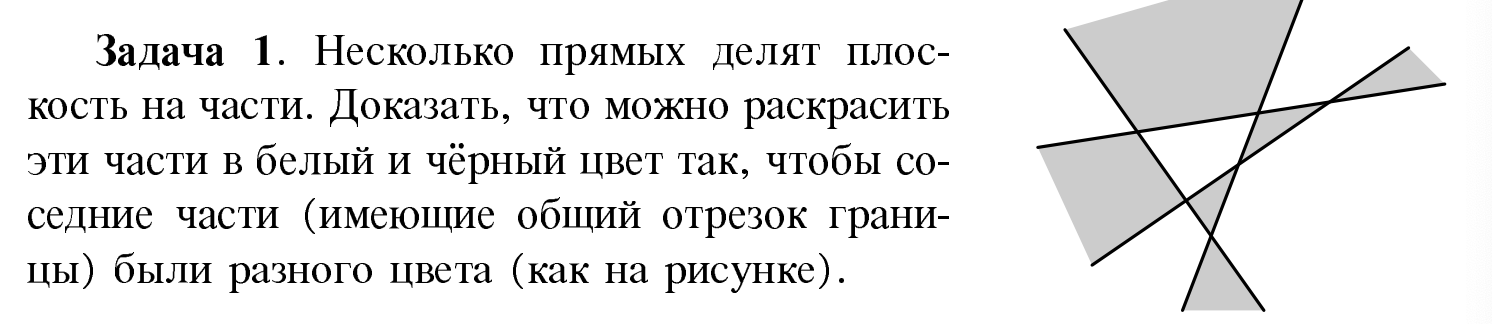 Задача 1. Несколько прямых делят плос-
кость на части. Доказать, что можно раскрасить
эти части в белый и чёрный цвет так, чтобы со-
седние части (имеющие общий отрезок грани-
цы) были разного цвета (как на рисунке).